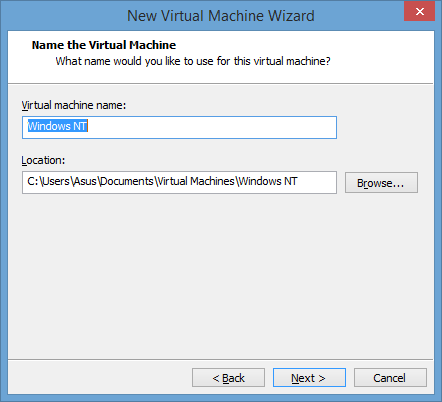 New Virtual Machine Wizard
Name the Virtual Machine
What name would you like to use for this virtual machine?
Virtual machine name:
Windows NT
Location:
C:\Users\Asus\Documents\Virtual Machines\Windows NT
Browse...
< Back
Next >
Cancel